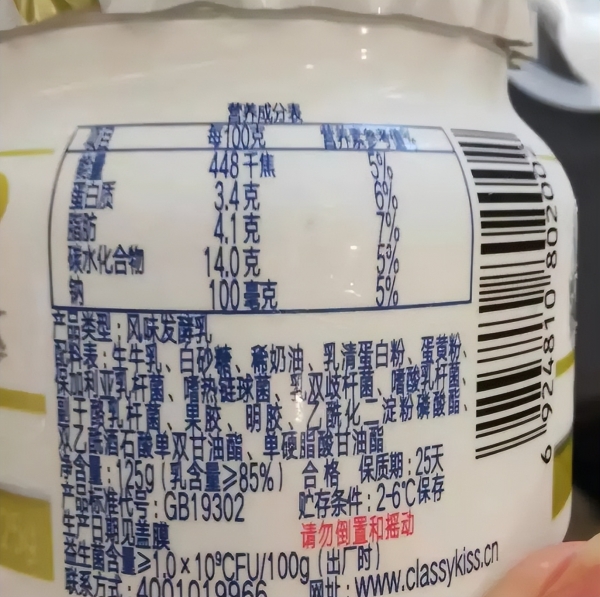 营养成分表
项目 每100克 营养素参考值%
能量 448千焦 5%
蛋白质 3.4克 6%
脂肪 4.1克 7%
碳水化合物 14.0克 5%
钠 100毫克 5%
产品类型：风味发酵乳
配料表：生牛乳、白砂糖、稀奶油、乳清蛋白粉、蛋黄粉、
保加利亚乳杆菌、嗜热链球菌、乳双歧杆菌、嗜酸乳杆菌、
副干酪乳杆菌、果胶、明胶、乙酰化二淀粉磷酸酯、
双乙酰酒石酸单双甘油酯、单硬脂酸甘油酯
净含量：125g（乳含量≥85%） 合格 保质期：25天
产品标准代号：GB19302 贮存条件：2-6℃保存
生产日期见盖膜 请勿倒置和摇动
益生菌含量≥1.0×10⁹CFU/100g（出厂时）
联系方式：4001019966 网址：www.classykiss.cn
6 924810 80200